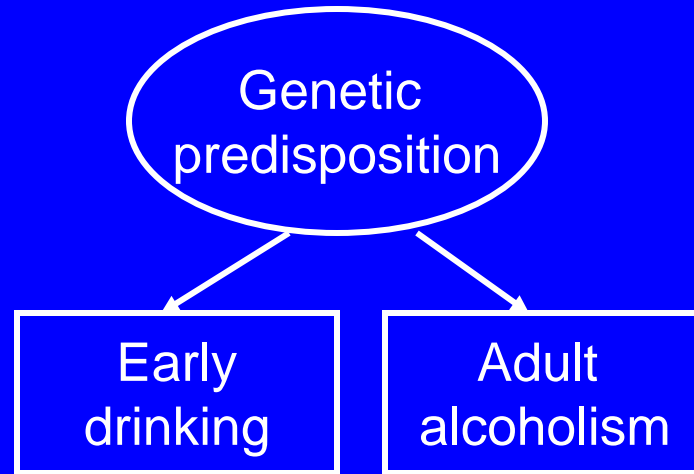 Genetic
predisposition
Early
drinking
Adult
alcoholism